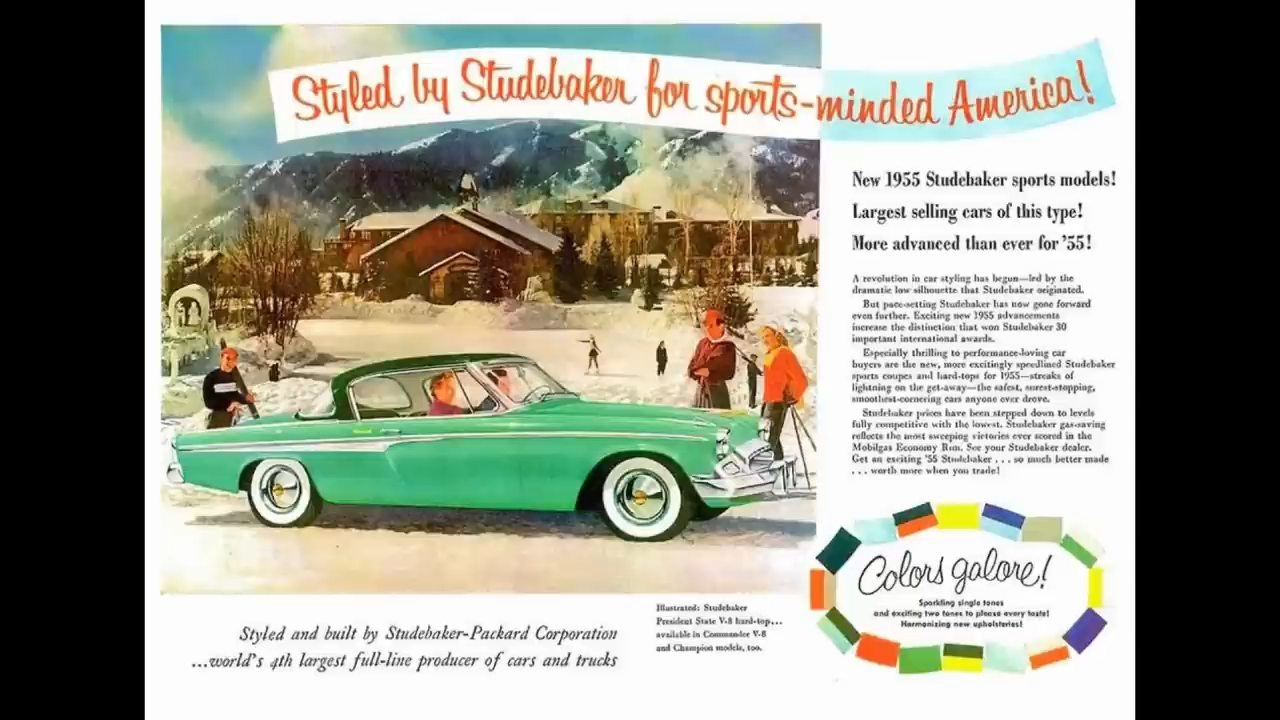 Styled by Studebaker for sports-minded America!
New 1955 Studebaker sports models!
Largest selling cars of this type!
More advanced than ever for '55!
A revolution in car styling has begun—led by the
dramatic low silhouette that Studebaker originated.
But pace-setting Studebaker has now gone forward
even further. Exciting new 1955 advancements
increase the distinction that won Studebaker 30
important international awards.
Especially thrilling to performance-loving car
buyers are the new, more excitingly speedlined Studebaker
sports coupes and hard-tops for 1955—streaks of
lightning on the get-away—the safest, surest-stopping,
smoothest-cornering cars anyone ever drove.
Studebaker prices have been stepped down to levels
fully competitive with the lowest. Studebaker gas-saving
reflects the most sweeping victories ever scored in the
Mobilgas Economy Run. See your Studebaker dealer.
Get an exciting '55 Studebaker . . . so much better made
. . . worth more when you trade!
Colors galore!
Sparkling single tones
and exciting two tones to please every taste!
Harmonizing new upholsteries!
Illustrated: Studebaker
President State V-8 hard-top...
available in Commander V-8
and Champion models, too.
Styled and built by Studebaker-Packard Corporation
...world's 4th largest full-line producer of cars and trucks